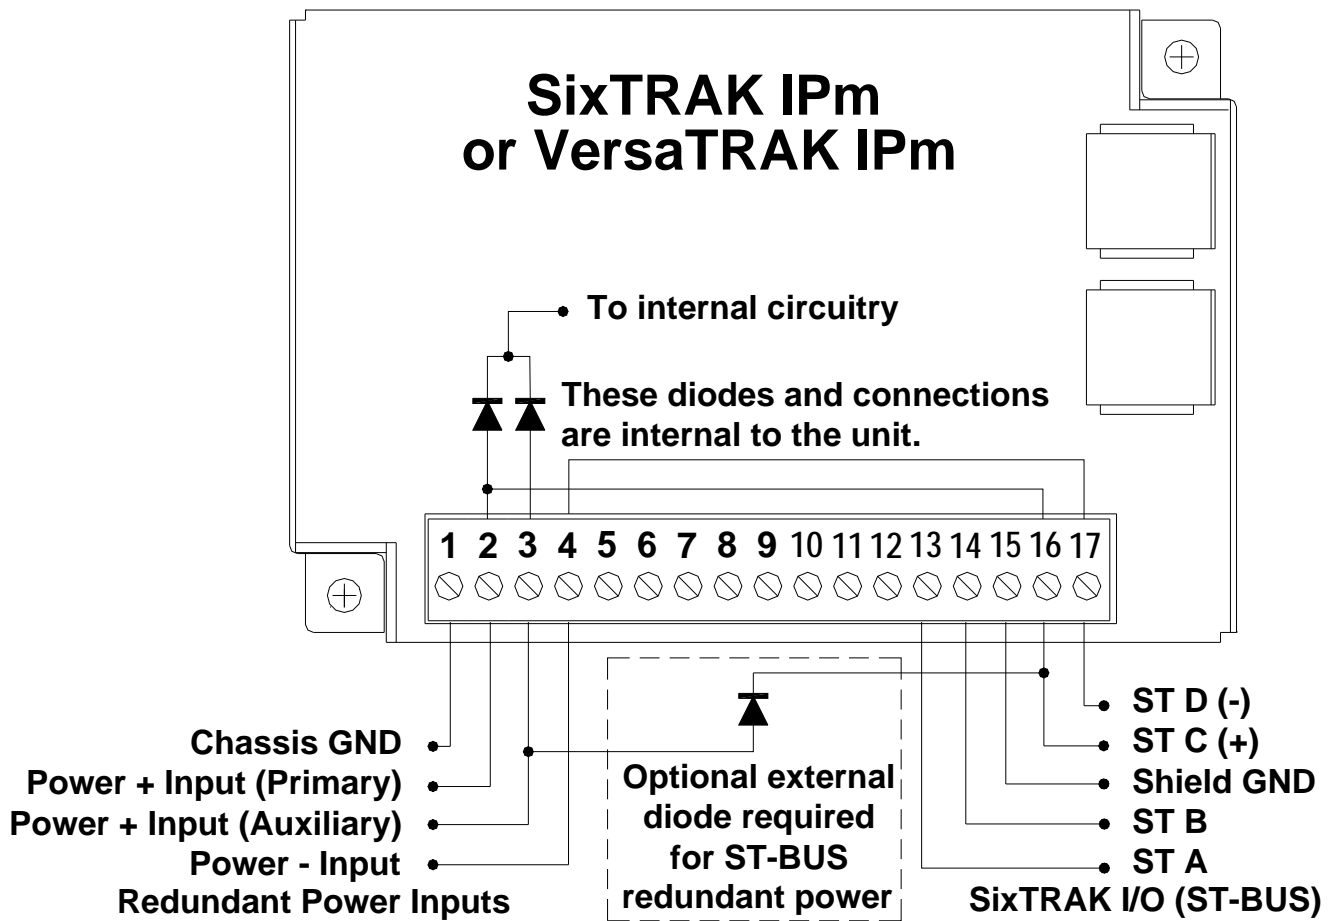 SixTRAK IPm
or VersaTRAK IPm
To internal circuitry
These diodes and connections
are internal to the unit.
1 2 3 4 5 6 7 8 9 10 11 12 13 14 15 16 17
Chassis GND
Power + Input (Primary)
Power + Input (Auxiliary)
Power - Input
Redundant Power Inputs
Optional external
diode required
for ST-BUS
redundant power
ST D (-)
ST C (+)
Shield GND
ST B
ST A
SixTRAK I/O (ST-BUS)